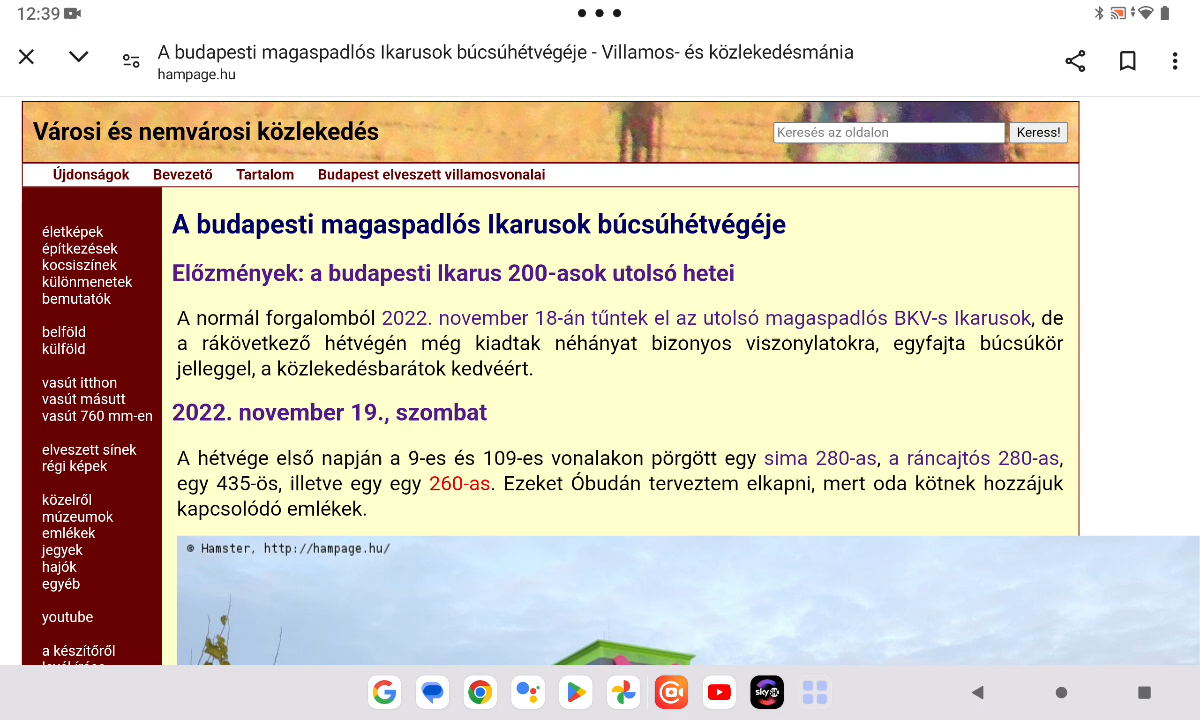 12:39
A budapesti magaspadlós Ikarusok búcsúhétvégéje - Villamos- és közlekedésmánia
hampage.hu
Városi és nemvárosi közlekedés
Keresés az oldalon
Keress!
Újdonságok Bevezető Tartalom Budapest elveszett villamosvonalai
életképek
építkezések
kocsiszínek
különmenetek
bemutatók
belföld
külföld
vasút itthon
vasút másutt
vasút 760 mm-en
elveszett sínek
régi képek
közelről
múzeumok
emlékek
jegyek
hajók
egyéb
youtube
a készítőről
A budapesti magaspadlós Ikarusok búcsúhétvégéje
Előzmények: a budapesti Ikarus 200-asok utolsó hetei
A normál forgalomból 2022. november 18-án tűntek el az utolsó magaspadlós BKV-s Ikarusok, de
a rákövetkező hétvégén még kiadtak néhányat bizonyos viszonylatokra, egyfajta búcsúkör
jelleggel, a közlekedésbarátok kedvéért.
2022. november 19., szombat
A hétvége első napján a 9-es és 109-es vonalakon pörgött egy sima 280-as, a ráncajtós 280-as,
egy 435-ös, illetve egy egy 260-as. Ezeket Óbudán terveztem elkapni, mert oda kötnek hozzájuk
kapcsolódó emlékek.
© Hamster, http://hampage.hu/
sky